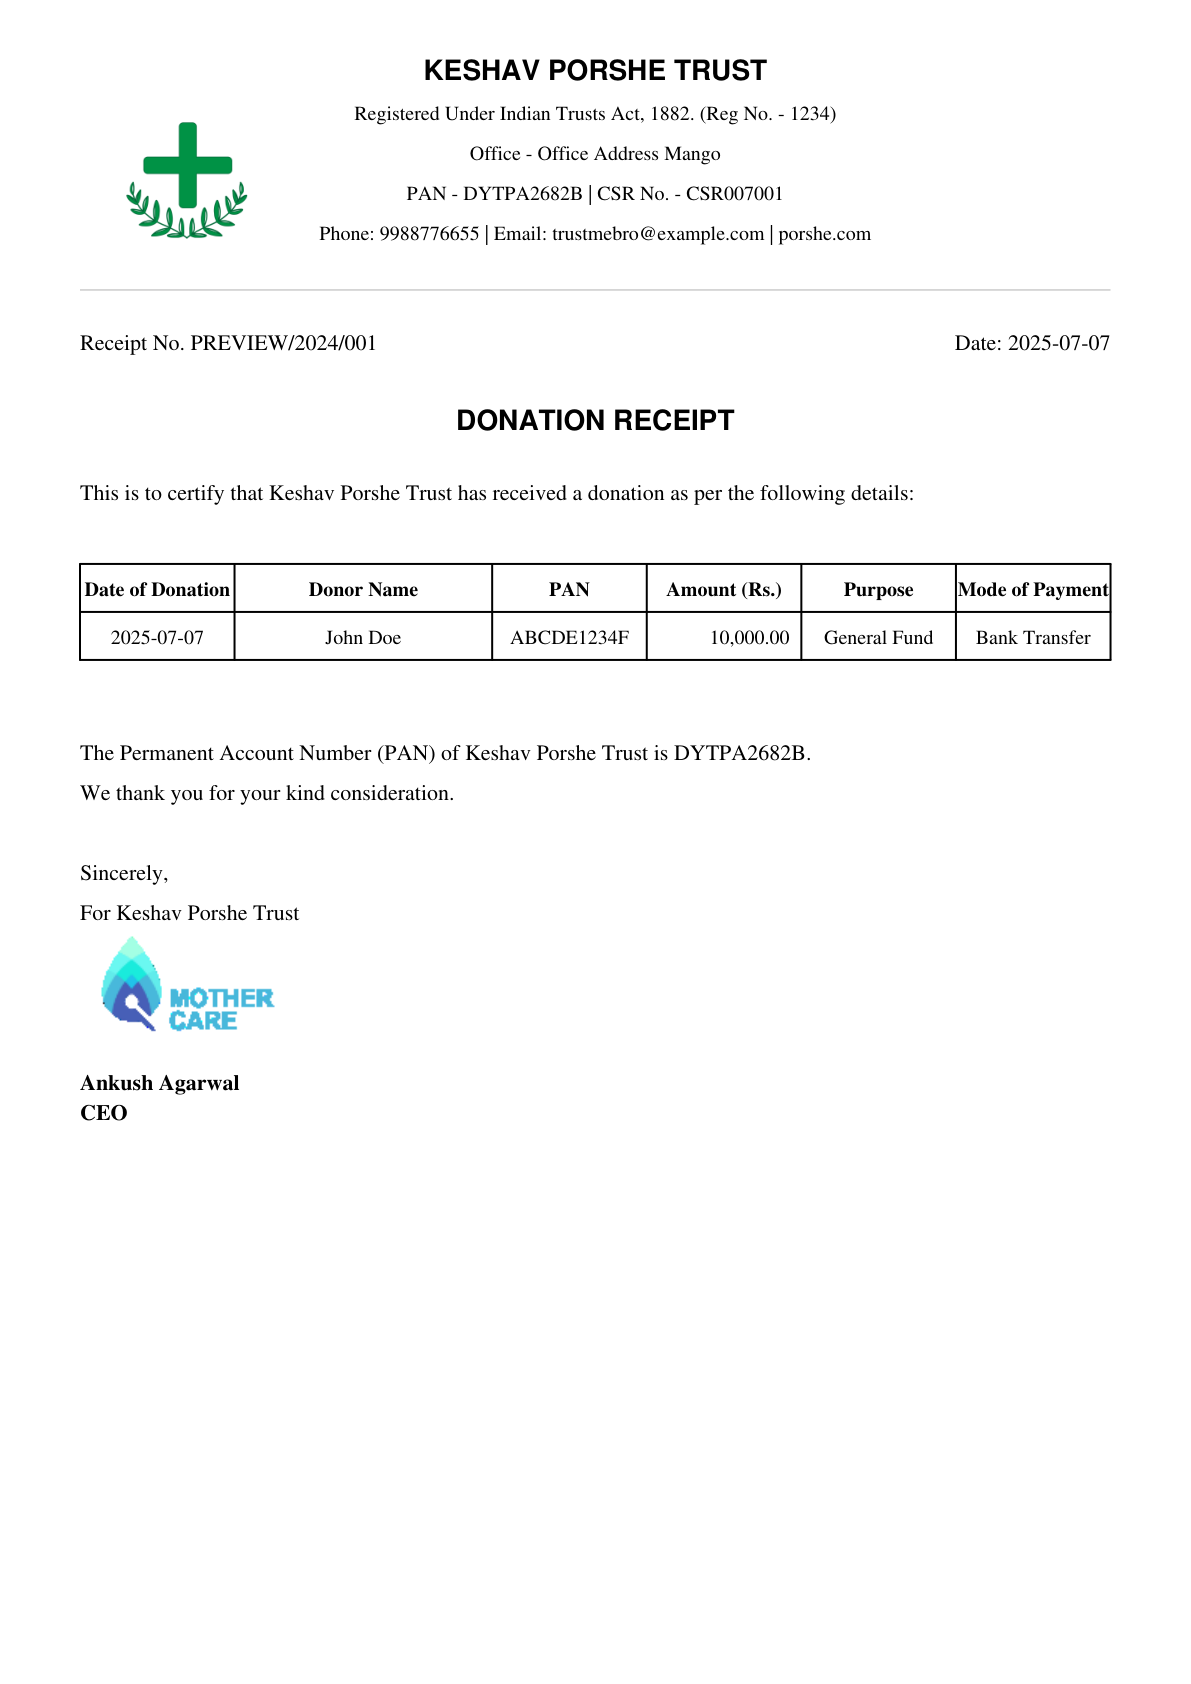 KESHAV PORSHE TRUST
Registered Under Indian Trusts Act, 1882. (Reg No. - 1234)
Office - Office Address Mango
PAN - DYTPA2682B | CSR No. - CSR007001
Phone: 9988776655 | Email: trustmebro@example.com | porshe.com
Receipt No. PREVIEW/2024/001 Date: 2025-07-07
DONATION RECEIPT
This is to certify that Keshav Porshe Trust has received a donation as per the following details:
Date of Donation Donor Name PAN Amount (Rs.) Purpose Mode of Payment
2025-07-07 John Doe ABCDE1234F 10,000.00 General Fund Bank Transfer
The Permanent Account Number (PAN) of Keshav Porshe Trust is DYTPA2682B.
We thank you for your kind consideration.
Sincerely,
For Keshav Porshe Trust
MOTHER
CARE
Ankush Agarwal
CEO